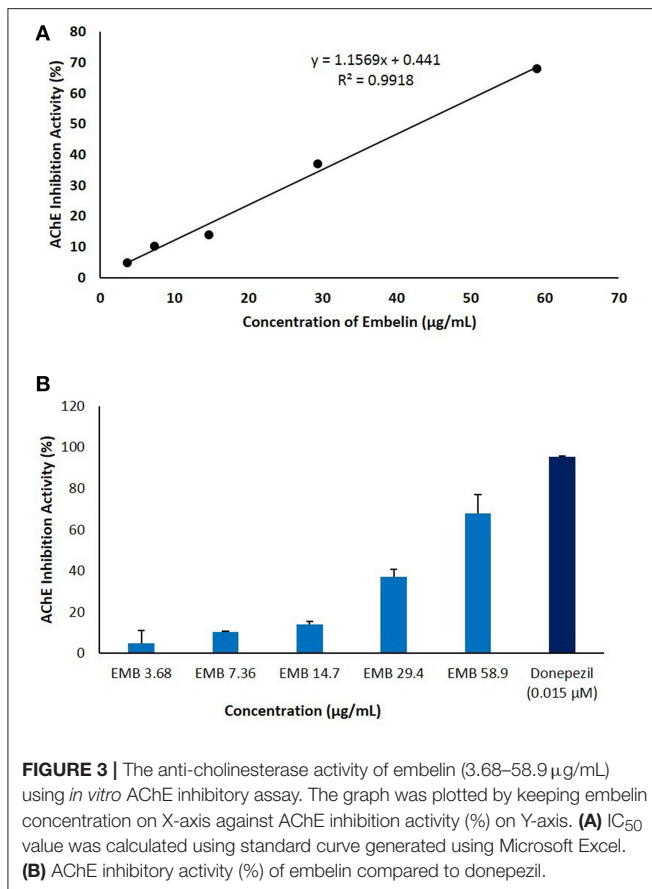 A
y = 1.1569x + 0.441
R² = 0.9918
AChE Inhibition Activity (%)
80
70
60
50
40
30
20
10
0
0 10 20 30 40 50 60 70
Concentration of Embelin (µg/mL)
B
AChE Inhibition Activity (%)
120
100
80
60
40
20
0
EMB 3.68 EMB 7.36 EMB 14.7 EMB 29.4 EMB 58.9 Donepezil
(0.015 µM)
Concentration (µg/mL)
FIGURE 3 | The anti-cholinesterase activity of embelin (3.68–58.9 µg/mL)
using in vitro AChE inhibitory assay. The graph was plotted by keeping embelin
concentration on X-axis against AChE inhibition activity (%) on Y-axis. (A) IC50
value was calculated using standard curve generated using Microsoft Excel.
(B) AChE inhibitory activity (%) of embelin compared to donepezil.